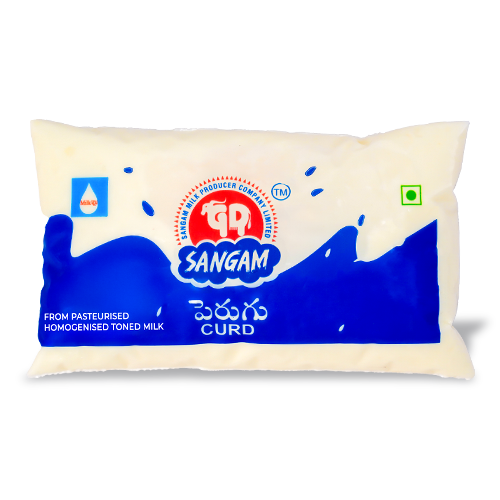 SANGAM MILK PRODUCER COMPANY LIMITED
TM
SANGAM
పెరుగు
CURD
FROM PASTEURISED
HOMOGENISED TONED MILK